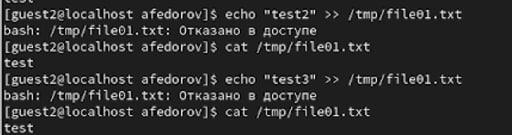 [guest2@localhost afedorov]$ echo "test2" >> /tmp/file01.txt
bash: /tmp/file01.txt: Отказано в доступе
[guest2@localhost afedorov]$ cat /tmp/file01.txt
test
[guest2@localhost afedorov]$ echo "test3" >> /tmp/file01.txt
bash: /tmp/file01.txt: Отказано в доступе
[guest2@localhost afedorov]$ cat /tmp/file01.txt
test